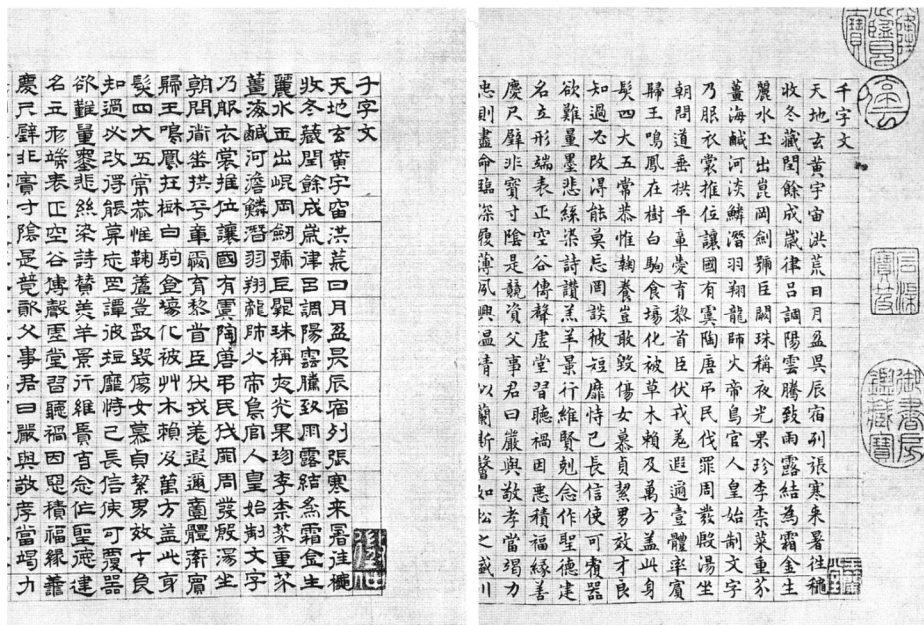 千字文
天地玄黃宇宙洪荒日月盈昃辰宿列張寒来暑往穐
收冬藏閏餘成歲律呂調陽雲騰致雨露結為霜金生
麗水玉出崑岡劍號巨闕珠稱夜光果珍李柰菜重芥
薑海鹹河淡鱗潛羽翔龍師火帝鳥官人皇始制文字
乃服衣裳推位讓國有虞陶唐弔民伐罪周發殷湯坐
朝問道垂拱平章愛育黎首臣伏戎羌遐邇壹體率賓
歸王鳴鳳在樹白駒食場化被草木賴及萬方蓋此身
髮四大五常恭惟鞠養豈敢毀傷女慕貞絜男效才良
知過必改得能莫忘罔談彼短靡恃己長信使可覆器
欲難量墨悲絲染詩讃羔羊景行維賢剋念作聖德建
名立形端表正空谷傳聲虛堂習聽禍因惡積福緣善
慶尺璧非寶寸陰是競資父事君曰嚴與敬孝當竭力
忠則盡命臨深履薄夙興温凊以蘭斯馨如松之盛川
千字文
天地玄黃宇宙洪荒日月盈昃辰宿列張寒来暑往穐
收冬藏閏餘成歲律呂調陽雲騰致雨露結為霜金生
麗水玉出崐岡劒號巨闕珠稱夜光果珍李柰菜重芥
薑海鹹河澹鱗潛羽翔龍師火帝鳥官人皇始制文字
乃服衣裳推位讓國有虞陶唐弔民伐罪周發殷湯坐
朝問道垂拱平章愛育黎首臣伏戎羌遐邇壹體率賓
歸王鳴鳳在樹白駒食場化被艸木賴及萬方盖此身
髮四大五常恭惟鞠養豈敢毀傷女慕貞絜男效才良
知過必改得能莫忘罔譚彼短靡恃己長信使可覆器
欲難量墨悲絲染詩賛羔羊景行維賢克念作聖德建
名立形端表正空谷傳聲虛堂習聽禍因惡積福緣善
慶尺璧非寶寸陰是競資父事君曰嚴與敬孝當竭力
御書房鑑藏寶